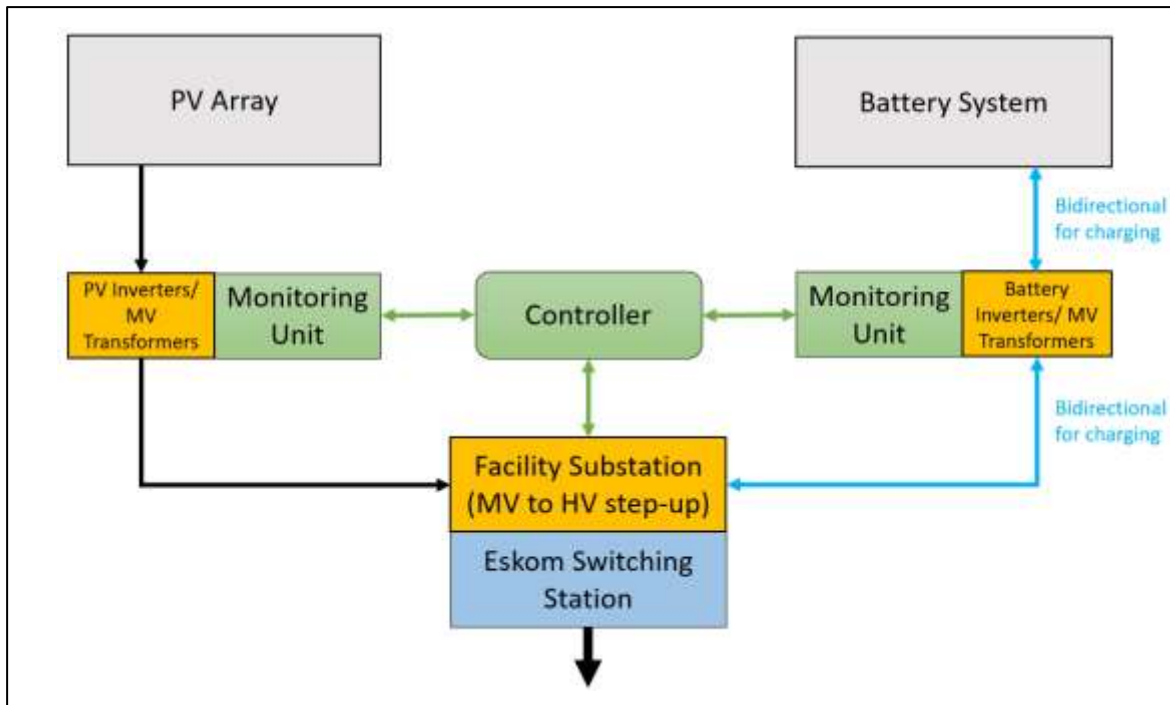 PV Array
Battery System
Bidirectional
for charging
PV Inverters/
MV
Transformers
Monitoring
Unit
Controller
Monitoring
Unit
Battery
Inverters/ MV
Transformers
Bidirectional
for charging
Facility Substation
(MV to HV step-up)
Eskom Switching
Station